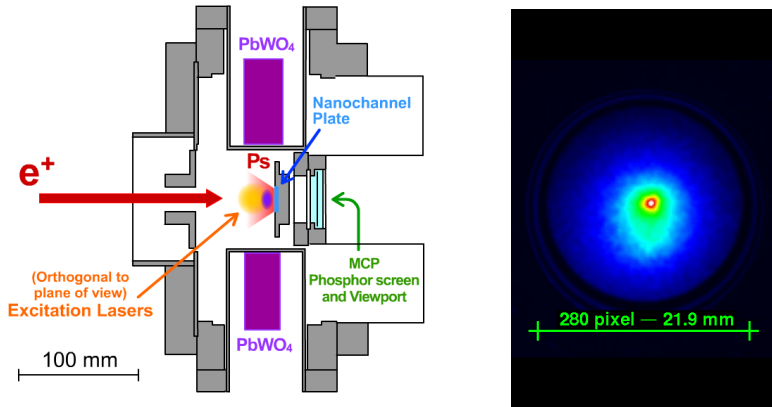 PbWO₄
Nanochannel
Plate
Ps
e⁺
(Orthogonal to
plane of view)
Excitation Lasers
MCP
Phosphor screen
and Viewport
PbWO₄
100 mm
280 pixel — 21.9 mm